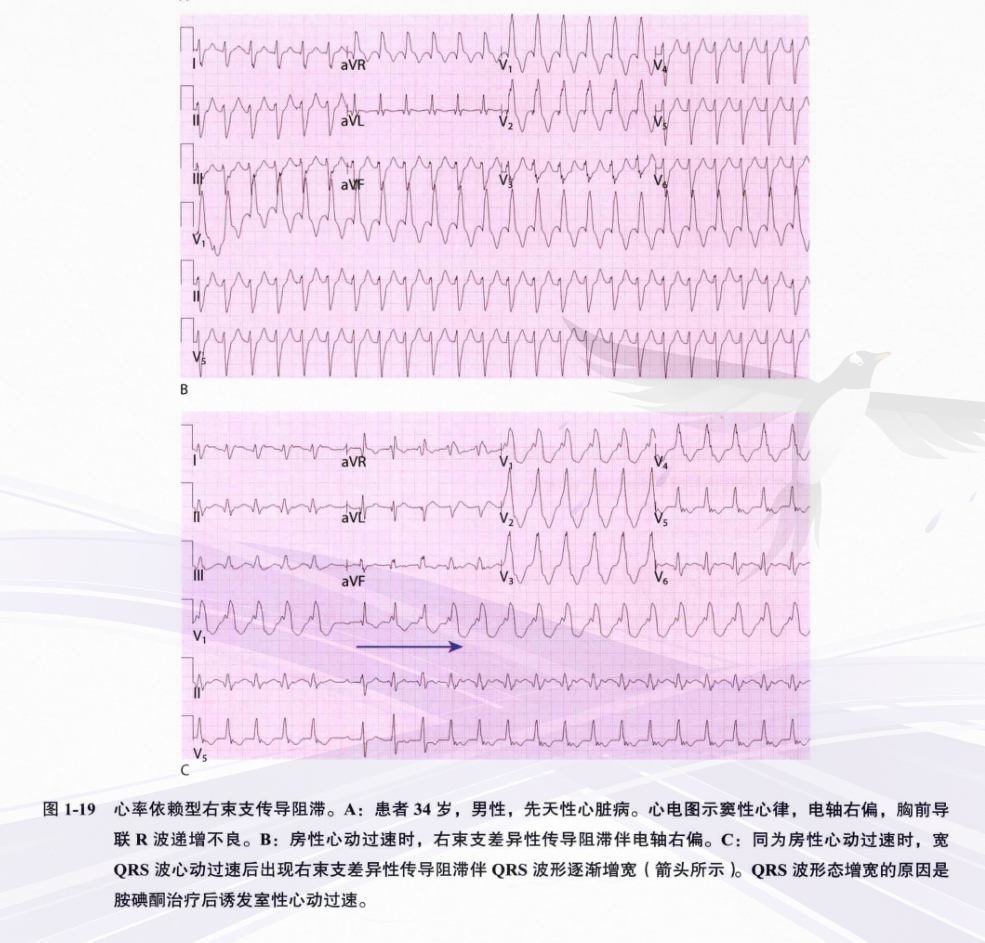 I aVR V₁ V₄
II aVL V₂ V₅
III aVF V₃ V₆
V₁
II
V₅
B
I aVR V₁ V₄
II aVL V₂ V₅
III aVF V₃ V₆
V₁
II
V₅
C
图 1-19 心率依赖型右束支传导阻滞。A：患者 34 岁，男性，先天性心脏病。心电图示窦性心律，电轴右偏，胸前导
联 R 波递增不良。B：房性心动过速时，右束支差异性传导阻滞伴电轴右偏。C：同为房性心动过速时，宽
QRS 波心动过速后出现右束支差异性传导阻滞伴 QRS 波形逐渐增宽（箭头所示）。QRS 波形态增宽的原因是
胺碘酮治疗后诱发室性心动过速。